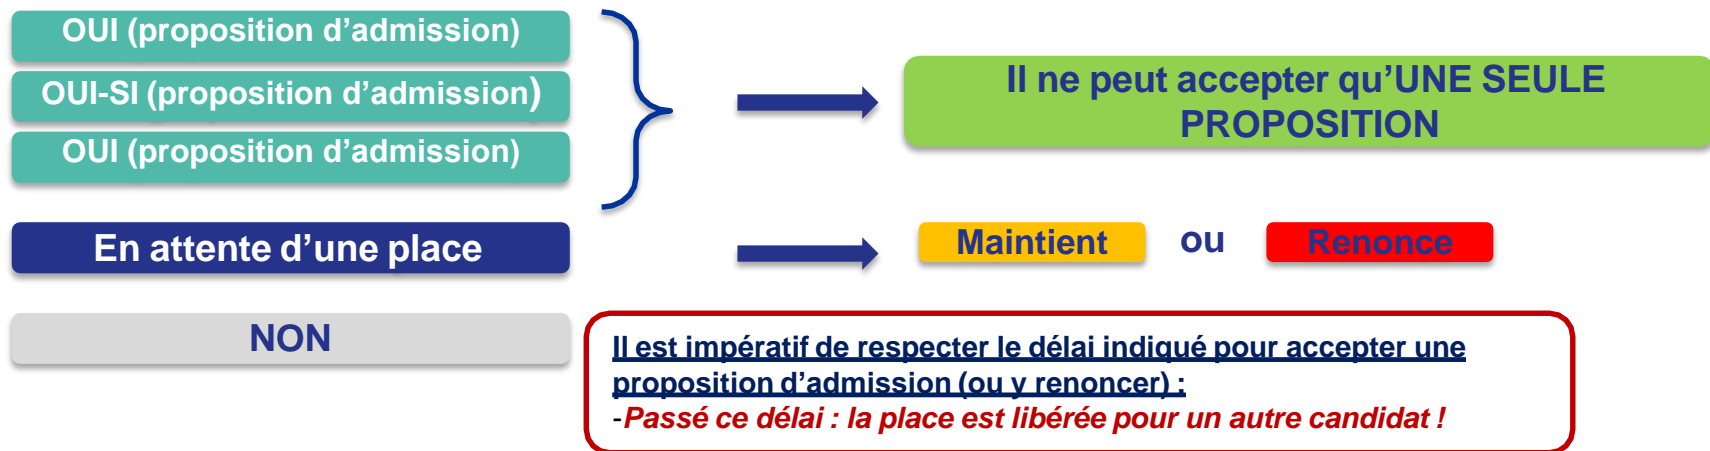 OUI (proposition d’admission)
OUI-SI (proposition d’admission)
OUI (proposition d’admission)
Il ne peut accepter qu’UNE SEULE
PROPOSITION
En attente d’une place
Maintient ou Renonce
NON
Il est impératif de respecter le délai indiqué pour accepter une
proposition d’admission (ou y renoncer) :
-Passé ce délai : la place est libérée pour un autre candidat !